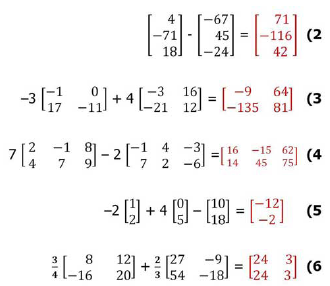 [4 -71 18] - [-67 45 -24] = [71 -116 42] (2
-3 [-1 0 17 -11] + 4 [-3 16 -21 12] = [-9 64 -135 81] (3
7 [2 -1 8 4 7 9] - 2 [-1 4 -3 7 2 -6] = [16 -15 62 14 45 75] (4
-2 [1 2] + 4 [0 5] - [10 18] = [-12 -2] (5
3/4 [8 12 -16 20] + 2/3 [27 -9 54 -18] = [24 3 24 3] (6